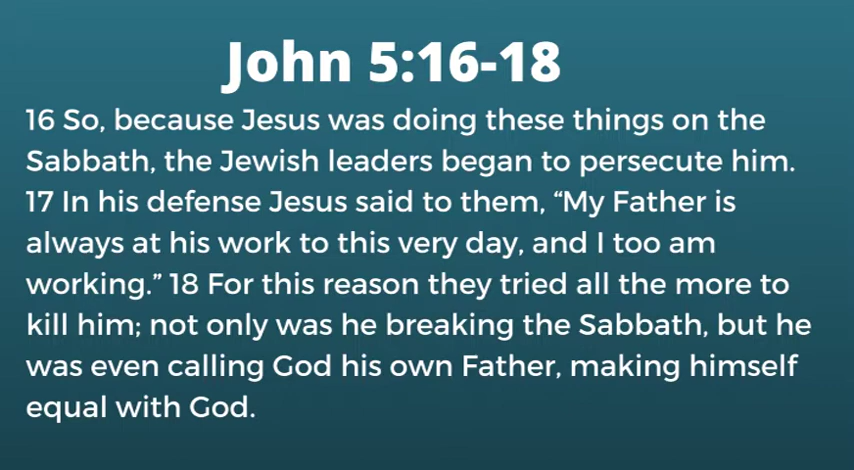 John 5:16-18
16 So, because Jesus was doing these things on the
Sabbath, the Jewish leaders began to persecute him.
17 In his defense Jesus said to them, “My Father is
always at his work to this very day, and I too am
working.” 18 For this reason they tried all the more to
kill him; not only was he breaking the Sabbath, but he
was even calling God his own Father, making himself
equal with God.